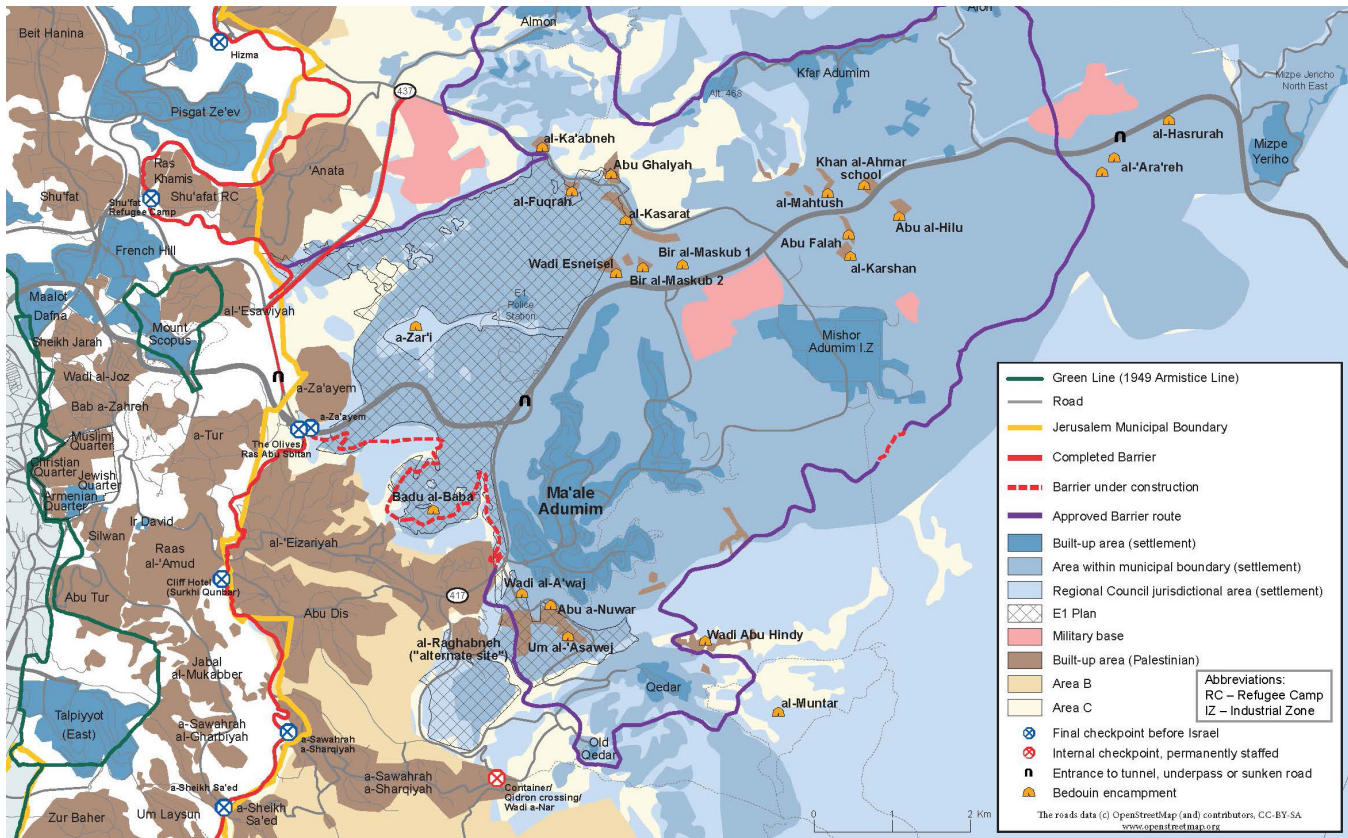 Beit Hanina
Hizma
Almon
Alon
Pisgat Ze'ev
437
Alt. 468
Kfar Adumim
Mizpe Jericho
North East
al-Hasrurah
Mizpe
Yeriho
al-'Ara'reh
al-Ka'abneh
Abu Ghalyah
Khan al-Ahmar
school
al-Mahtush
Ras
Khamis
'Anata
Shu'fat
Shu'afat RC
Shu'fat
Refugee Camp
al-Fuqrah
al-Kasarat
Abu al-Hilu
Abu Falah
al-Karshan
French Hill
Wadi Esneisel
Bir al-Maskub 1
Bir al-Maskub 2
al-'Esawiyah
Maalot
Dafna
Mount
Scopus
Sheikh Jarah
E1
Police
Station
a-Zar'i
Mishor
Adumim I.Z
Wadi al-Joz
Bab a-Zahreh
a-Za'ayem
a-Za'ayem
Muslim
Quarter
a-Tur
The Olives/
Ras Abu Sbitan
Christian
Quarter
Jewish
Quarter
Armenian
Quarter
Badu al-Baba
Ma'ale
Adumim
Ir David
Silwan
Raas
al-'Amud
al-'Eizariyah
Cliff Hotel
(Surkhi Qunbar)
Abu Tur
Abu Dis
417
Wadi al-A'waj
Abu a-Nuwar
Um al-'Asawej
al-Raghabneh
("alternate site")
Wadi Abu Hindy
Jabal
al-Mukabber
Qedar
al-Muntar
Talpiyyot
(East)
a-Sawahrah
al-Gharbiyah
a-Sawahrah
a-Sharqiyah
Old
Qedar
a-Sawahrah
a-Sharqiyah
Container/
Qidron crossing/
Wadi a-Nar
a-Sheikh Sa'ed
a-Sheikh
Sa'ed
Zur Baher
Um Laysun
0
1
2 Km
Green Line (1949 Armistice Line)
Road
Jerusalem Municipal Boundary
Completed Barrier
Barrier under construction
Approved Barrier route
Built-up area (settlement)
Area within municipal boundary (settlement)
Regional Council jurisdictional area (settlement)
E1 Plan
Military base
Built-up area (Palestinian)
Area B
Area C
Abbreviations:
RC – Refugee Camp
IZ – Industrial Zone
Final checkpoint before Israel
Internal checkpoint, permanently staffed
Entrance to tunnel, underpass or sunken road
Bedouin encampment
The roads data (c) OpenStreetMap (and) contributors, CC-BY-SA
www.openstreetmap.org